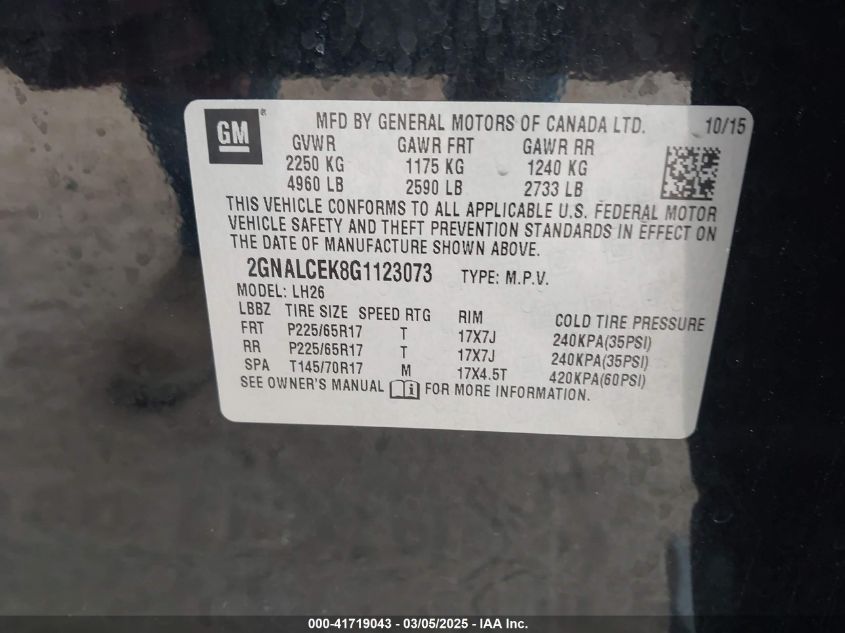 GM ®
MFD BY GENERAL MOTORS OF CANADA LTD. 10/15
GVWR GAWR FRT GAWR RR
2250 KG 1175 KG 1240 KG
4960 LB 2590 LB 2733 LB
THIS VEHICLE CONFORMS TO ALL APPLICABLE U.S. FEDERAL MOTOR
VEHICLE SAFETY AND THEFT PREVENTION STANDARDS IN EFFECT ON
THE DATE OF MANUFACTURE SHOWN ABOVE.
2GNALCEK8G1123073 TYPE: M.P.V.
MODEL: LH26
LBBZ TIRE SIZE SPEED RTG RIM COLD TIRE PRESSURE
FRT P225/65R17 T 17X7J 240KPA(35PSI)
RR P225/65R17 T 17X7J 240KPA(35PSI)
SPA T145/70R17 M 17X4.5T 420KPA(60PSI)
SEE OWNER'S MANUAL FOR MORE INFORMATION.
000-41719043 - 03/05/2025 - IAA Inc.